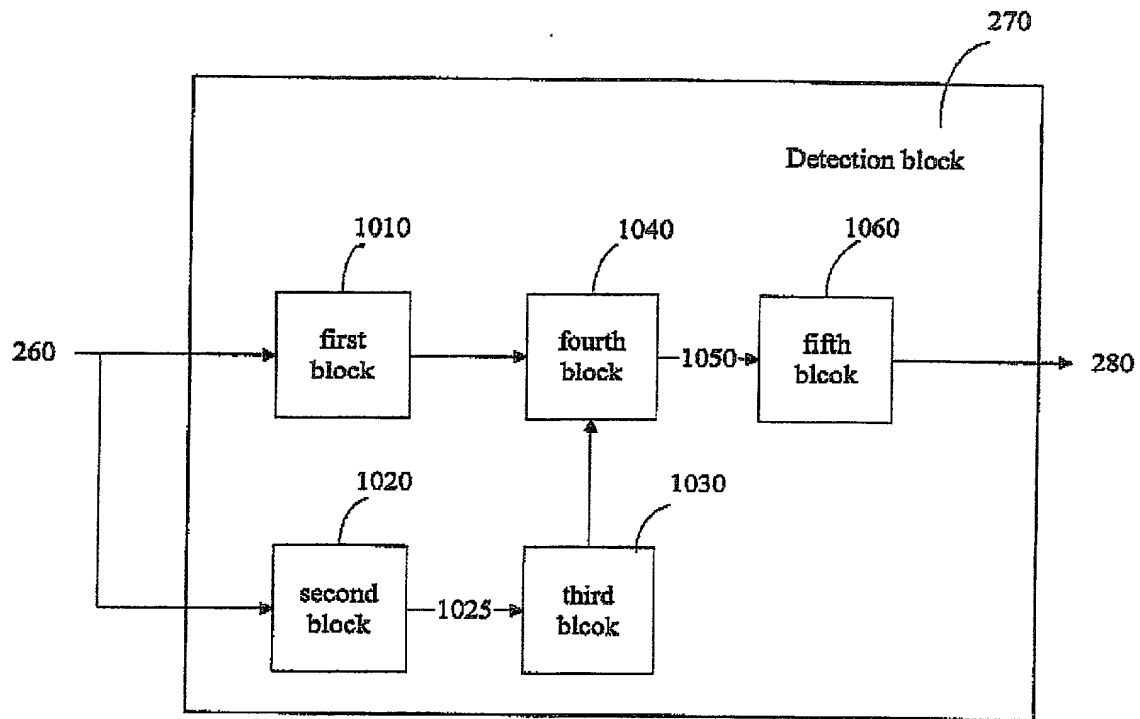 270
Detection block
1010
1040
1060
260
first
block
fourth
block
1050
fifth
blcok
280
1020
1030
second
block
1025
third
blcok